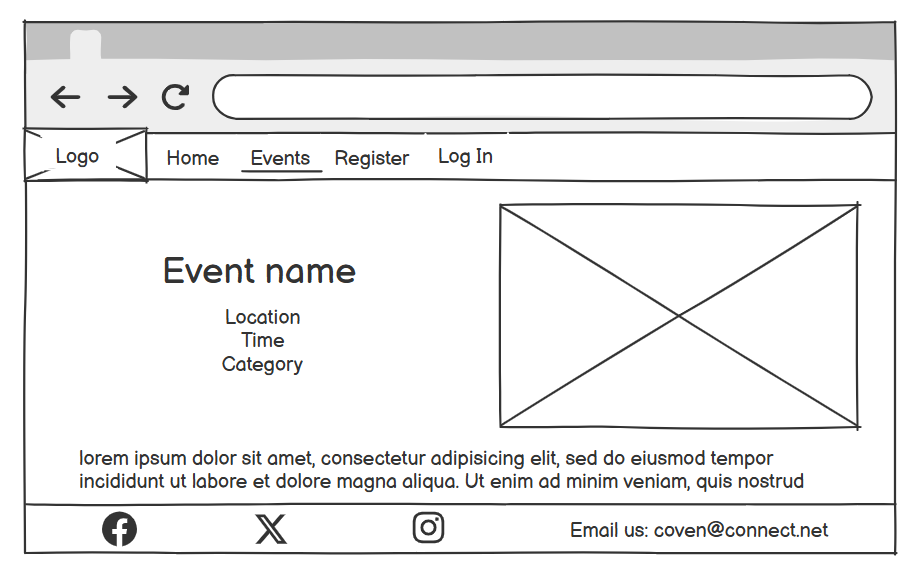 Logo
Home Events Register Log In
Event name
Location
Time
Category
lorem ipsum dolor sit amet, consectetur adipisicing elit, sed do eiusmod tempor
incididunt ut labore et dolore magna aliqua. Ut enim ad minim veniam, quis nostrud
Email us: coven@connect.net